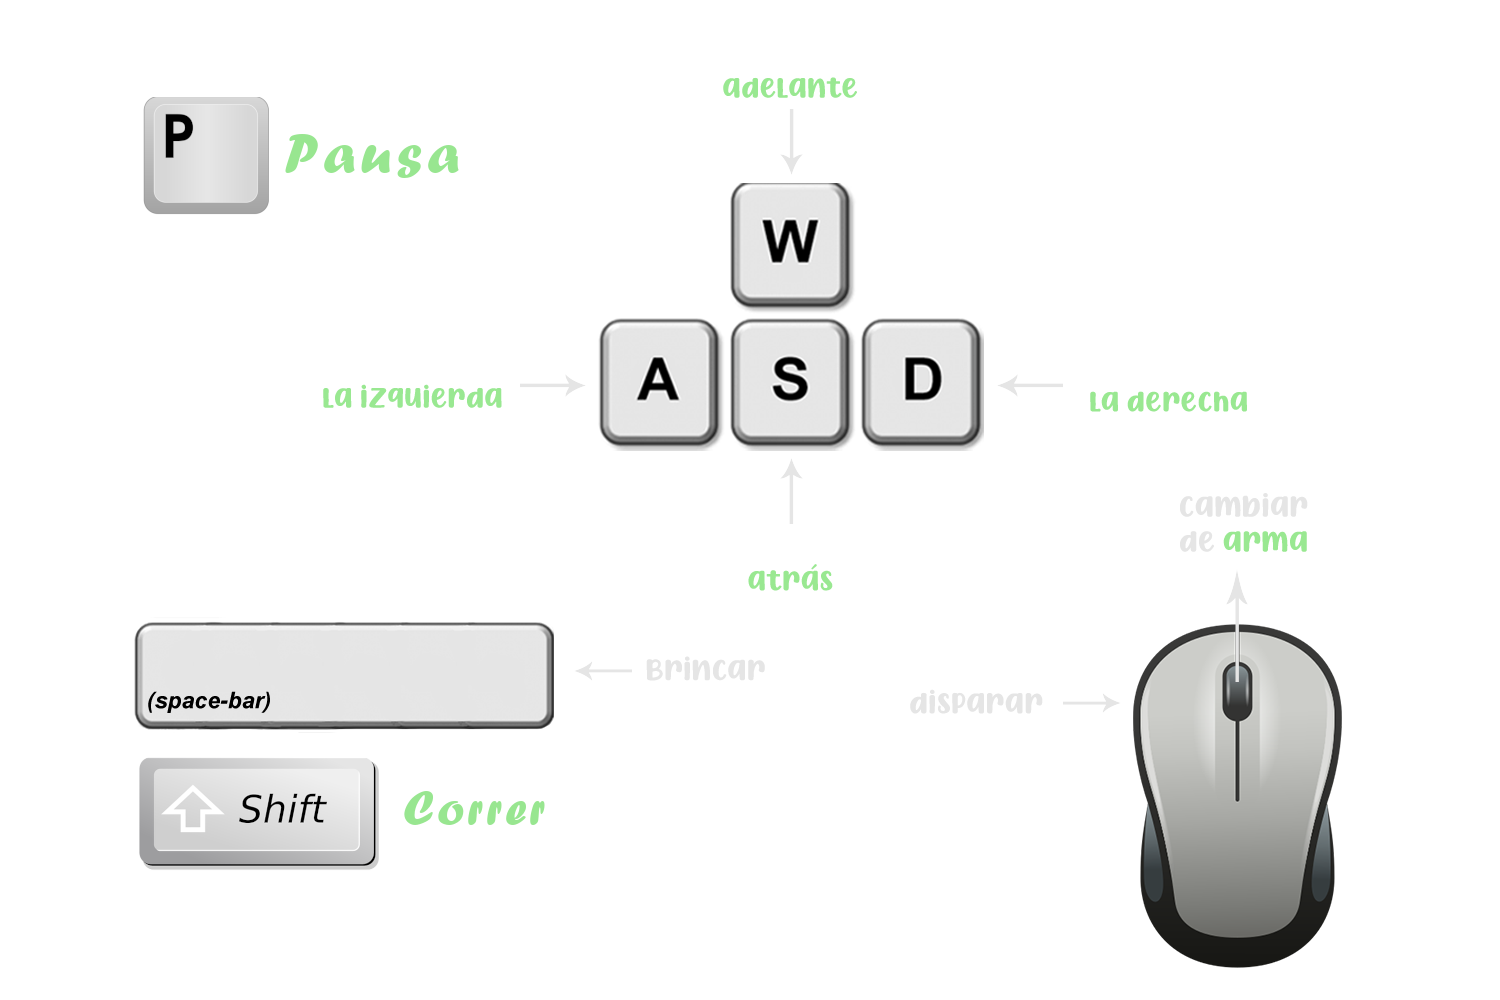 adelante
P
Pausa
W
A S D
La izquierda
La derecha
cambiar
de arma
atrás
Brincar
(space-bar)
disparar
Shift
Correr